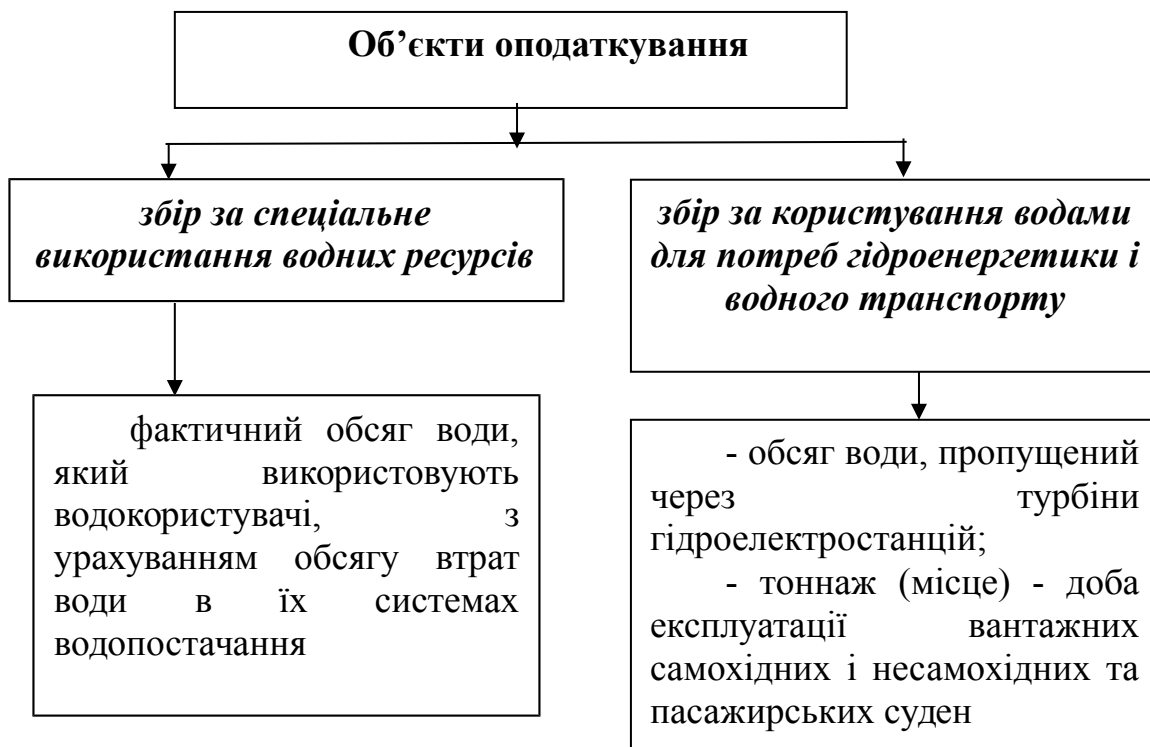 Об’єкти оподаткування
збір за спеціальне
використання водних ресурсів
збір за користування водами
для потреб гідроенергетики і
водного транспорту
фактичний обсяг води,
який використовують
водокористувачі, з
урахуванням обсягу втрат
води в їх системах
водопостачання
- обсяг води, пропущений
через турбіни
гідроелектростанцій;
- тоннаж (місце) - доба
експлуатації вантажних
самохідних і несамохідних та
пасажирських суден